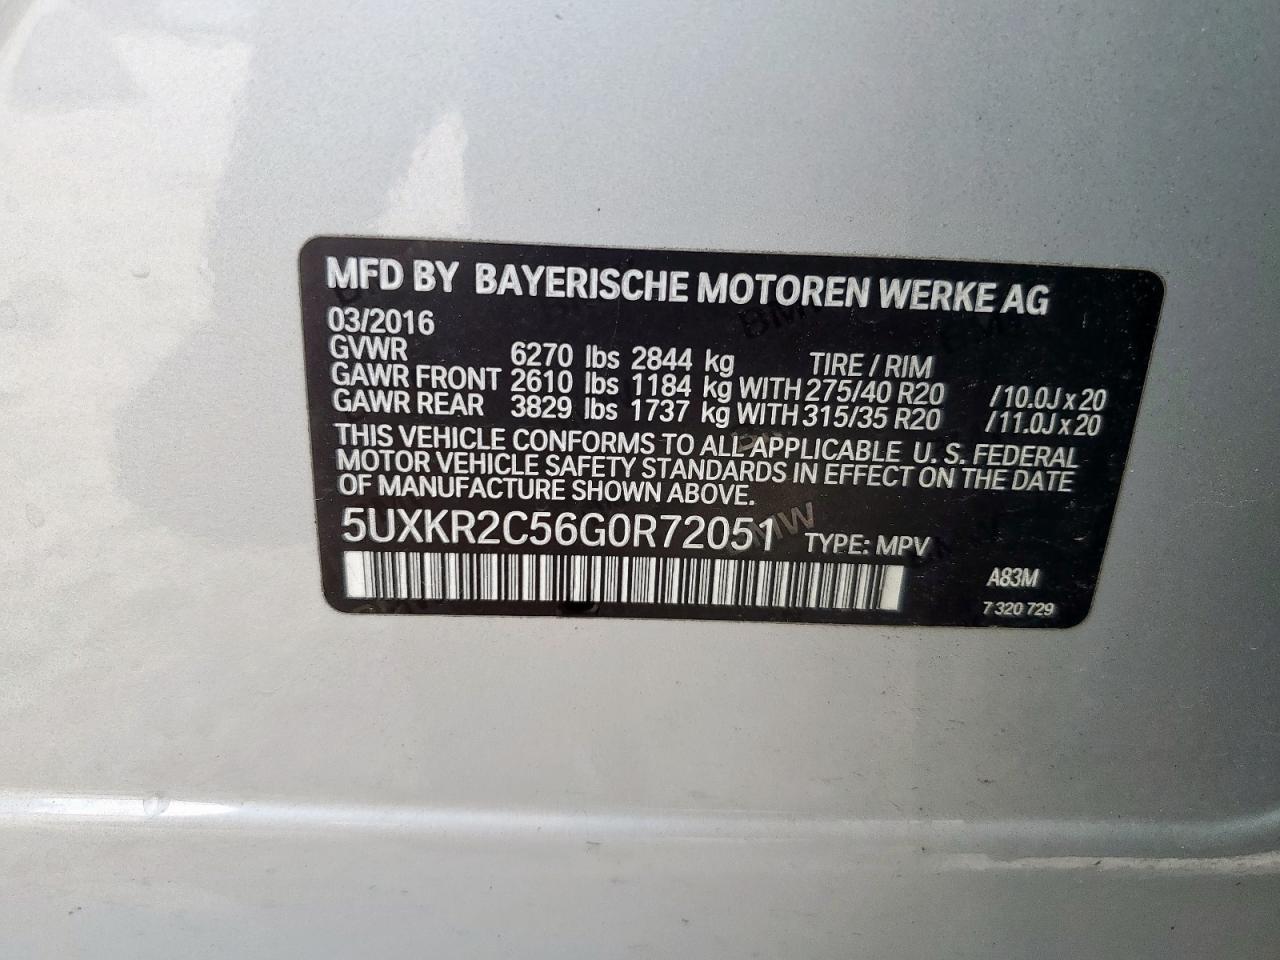 MFD BY BAYERISCHE MOTOREN WERKE AG
03/2016
GVWR 6270 lbs 2844 kg TIRE / RIM
GAWR FRONT 2610 lbs 1184 kg WITH 275/40 R20 / 10.0J x 20
GAWR REAR 3829 lbs 1737 kg WITH 315/35 R20 / 11.0J x 20
THIS VEHICLE CONFORMS TO ALL APPLICABLE U. S. FEDERAL
MOTOR VEHICLE SAFETY STANDARDS IN EFFECT ON THE DATE
OF MANUFACTURE SHOWN ABOVE.
5UXKR2C56G0R72051 TYPE: MPV
A83M
7 320 729